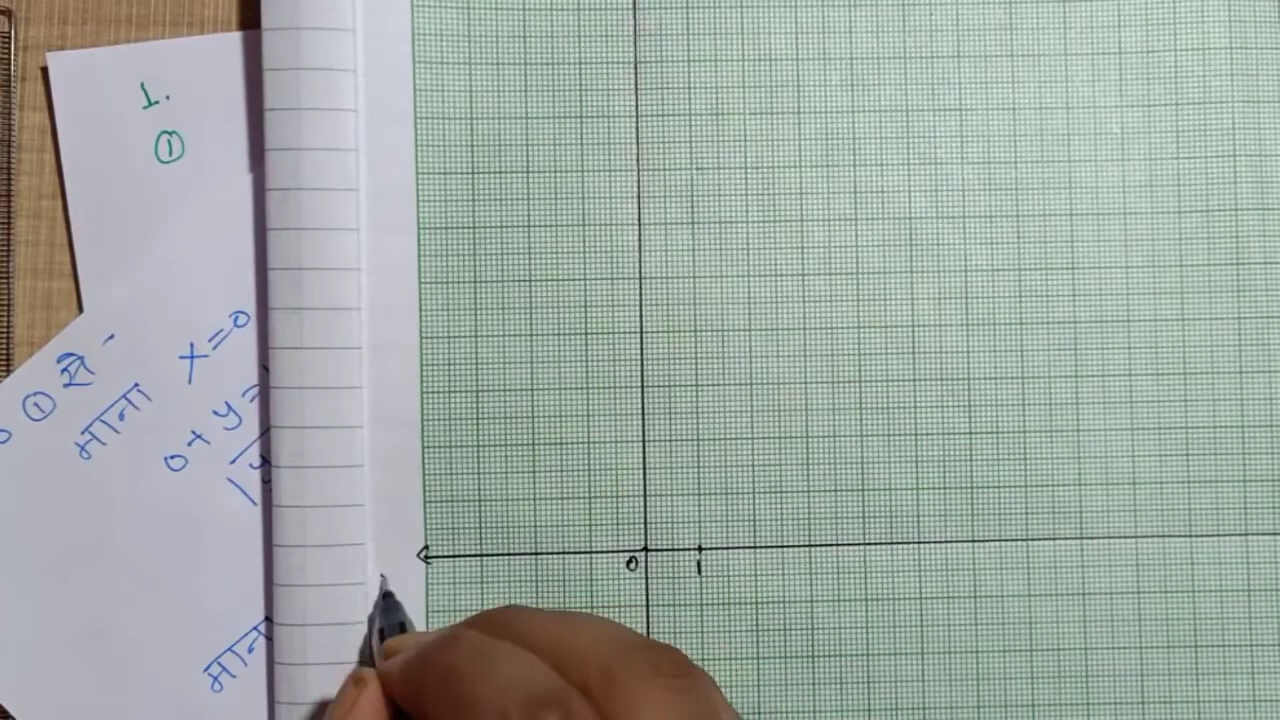 1.
①
① से -
माना x=0
0+y=
माना
0
1